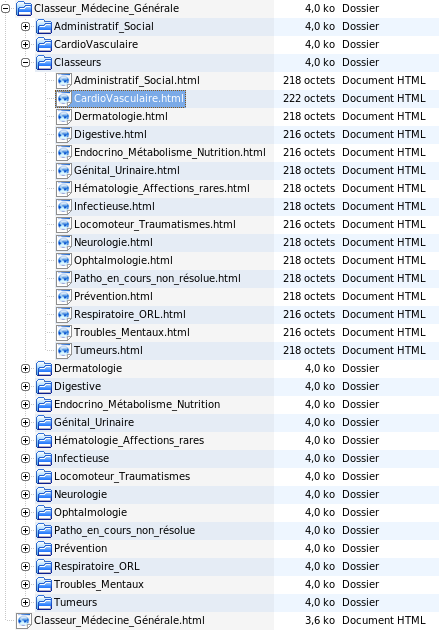 Classeur_Médecine_Générale 4,0 ko Dossier
Administratif_Social 4,0 ko Dossier
CardioVasculaire 4,0 ko Dossier
Classeurs 4,0 ko Dossier
Administratif_Social.html 218 octets Document HTML
CardioVasculaire.html 222 octets Document HTML
Dermatologie.html 218 octets Document HTML
Digestive.html 216 octets Document HTML
Endocrino_Métabolisme_Nutrition.html 216 octets Document HTML
Génital_Urinaire.html 218 octets Document HTML
Hématologie_Affections_rares.html 218 octets Document HTML
Infectieuse.html 218 octets Document HTML
Locomoteur_Traumatismes.html 216 octets Document HTML
Neurologie.html 218 octets Document HTML
Ophtalmologie.html 218 octets Document HTML
Patho_en_cours_non_résolue.html 218 octets Document HTML
Prévention.html 218 octets Document HTML
Respiratoire_ORL.html 216 octets Document HTML
Troubles_Mentaux.html 216 octets Document HTML
Tumeurs.html 218 octets Document HTML
Dermatologie 4,0 ko Dossier
Digestive 4,0 ko Dossier
Endocrino_Métabolisme_Nutrition 4,0 ko Dossier
Génital_Urinaire 4,0 ko Dossier
Hématologie_Affections_rares 4,0 ko Dossier
Infectieuse 4,0 ko Dossier
Locomoteur_Traumatismes 4,0 ko Dossier
Neurologie 4,0 ko Dossier
Ophtalmologie 4,0 ko Dossier
Patho_en_cours_non_résolue 4,0 ko Dossier
Prévention 4,0 ko Dossier
Respiratoire_ORL 4,0 ko Dossier
Troubles_Mentaux 4,0 ko Dossier
Tumeurs 4,0 ko Dossier
Classeur_Médecine_Générale.html 3,6 ko Document HTML